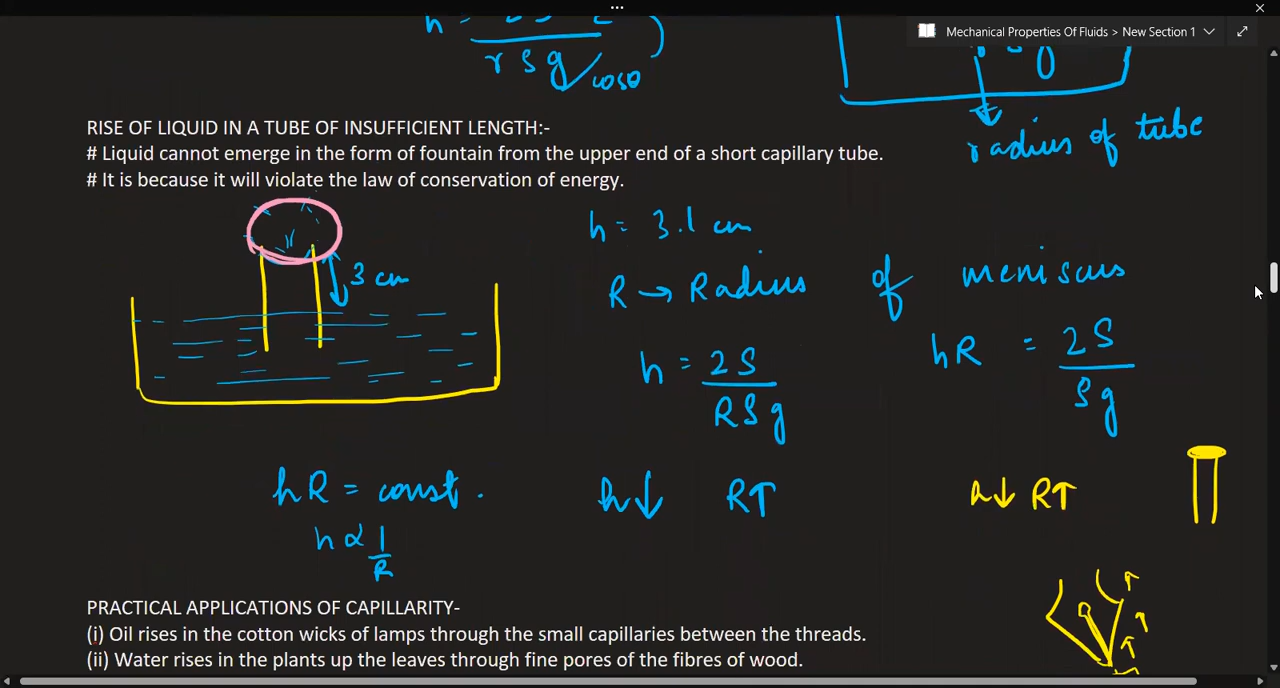 Mechanical Properties Of Fluids > New Section 1
h =
r ρ g / cosθ )
radius of tube
RISE OF LIQUID IN A TUBE OF INSUFFICIENT LENGTH:-
# Liquid cannot emerge in the form of fountain from the upper end of a short capillary tube.
# It is because it will violate the law of conservation of energy.
3 cm
h = 3.1 cm
R → Radius of meniscus
h = 2S / Rρg
hR = 2S / ρg
hR = const.
h↓ R↑
h↓ R↑
h ∝ 1/R
PRACTICAL APPLICATIONS OF CAPILLARITY-
(i) Oil rises in the cotton wicks of lamps through the small capillaries between the threads.
(ii) Water rises in the plants up the leaves through fine pores of the fibres of wood.